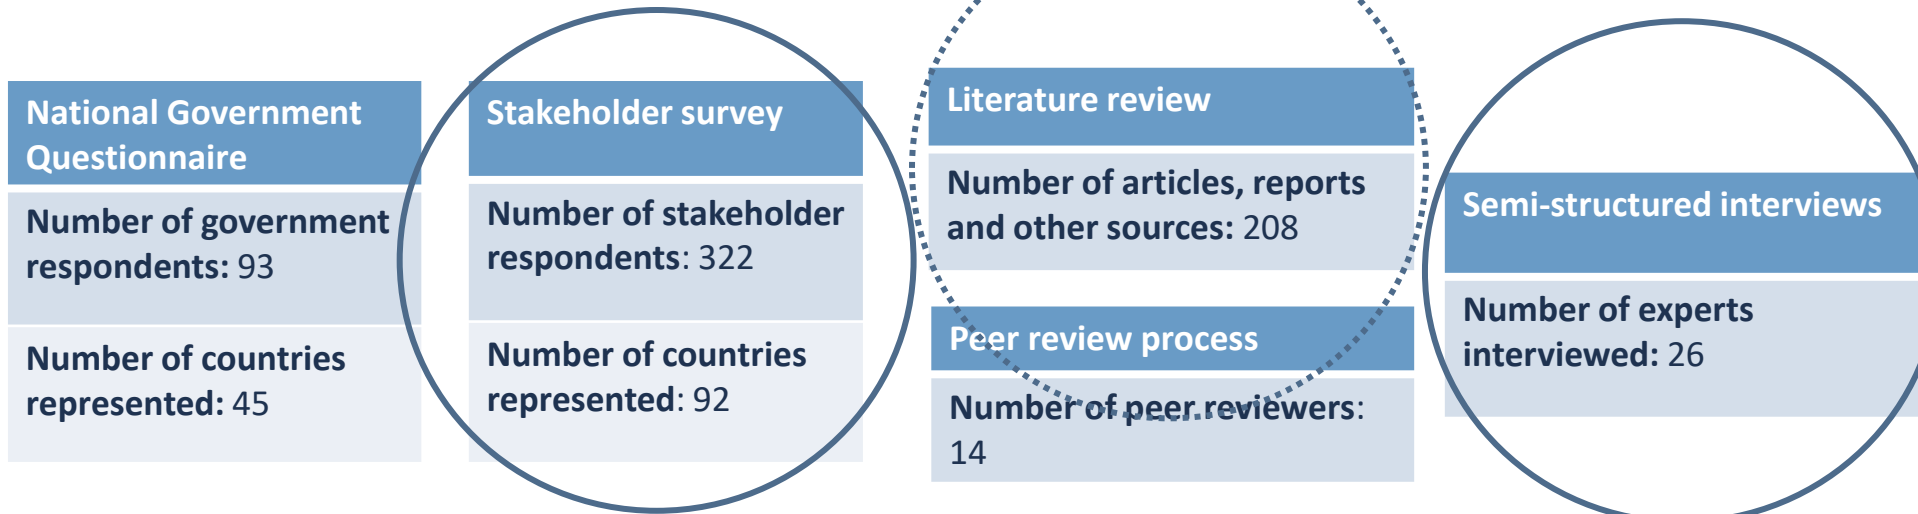 National Government
Questionnaire
Number of government
respondents: 93
Number of countries
represented: 45
Stakeholder survey
Number of stakeholder
respondents: 322
Number of countries
represented: 92
Literature review
Number of articles, reports
and other sources: 208
Peer review process
Number of peer reviewers:
14
Semi-structured interviews
Number of experts
interviewed: 26